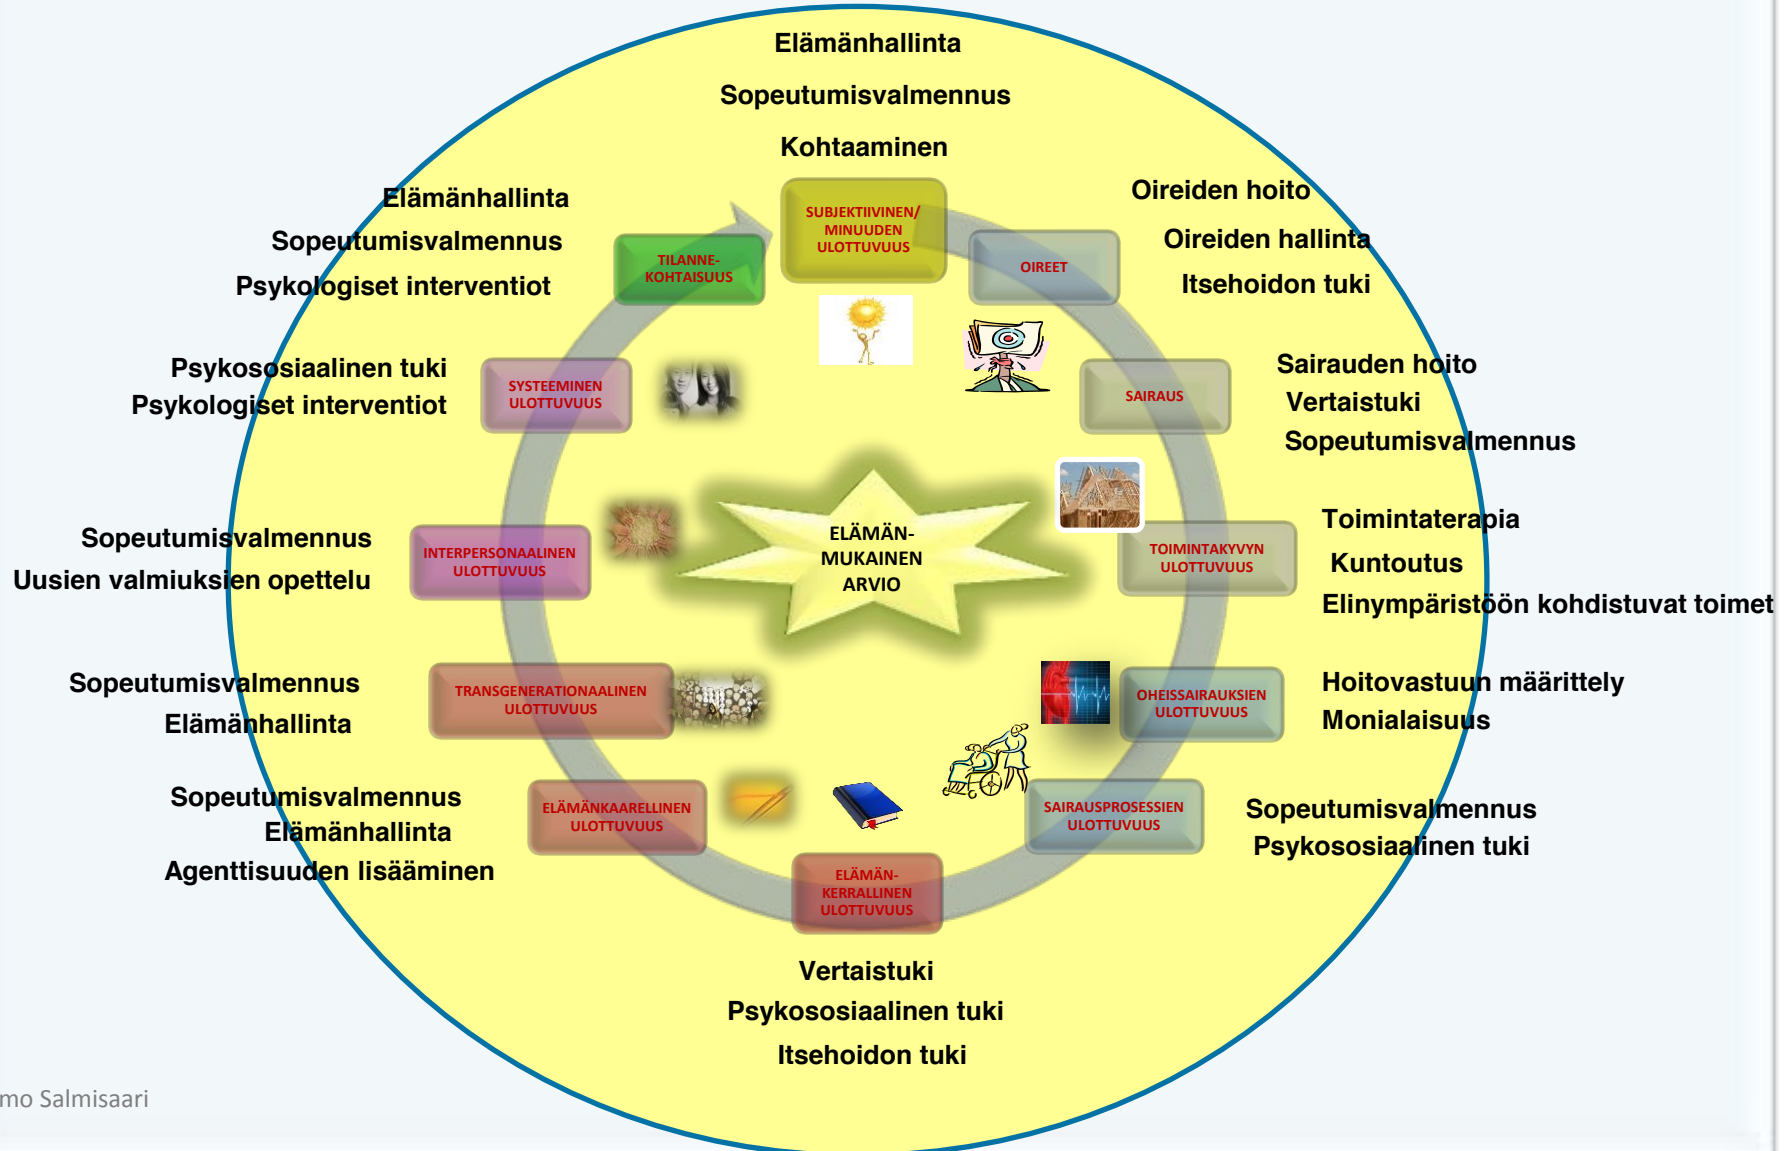 Elämänhallinta
Sopeutumisvalmennus
Kohtaaminen
SUBJEKTIIVINEN/
MINUUDEN
ULOTTUVUUS
Oireiden hoito
Oireiden hallinta
Itsehoidon tuki
OIREET
Sairauden hoito
Vertaistuki
Sopeutumisvalmennus
SAIRAUS
Toimintaterapia
Kuntoutus
Elinympäristöön kohdistuvat toimet
TOIMINTAKYVYN
ULOTTUVUUS
Hoitovastuun määrittely
Monialaisuus
OHEISSAIRAUKSIEN
ULOTTUVUUS
Sopeutumisvalmennus
Psykososiaalinen tuki
SAIRAUSPROSESSIEN
ULOTTUVUUS
ELÄMÄN-
KERRALLINEN
ULOTTUVUUS
Vertaistuki
Psykososiaalinen tuki
Itsehoidon tuki
ELÄMÄNKAARELLINEN
ULOTTUVUUS
Sopeutumisvalmennus
Elämänhallinta
Agenttisuuden lisääminen
TRANSGENERATIONAALINEN
ULOTTUVUUS
Sopeutumisvalmennus
Elämänhallinta
INTERPERSONAALINEN
ULOTTUVUUS
Sopeutumisvalmennus
Uusien valmiuksien opettelu
SYSTEEMINEN
ULOTTUVUUS
Psykososiaalinen tuki
Psykologiset interventiot
TILANNE-
KOHTAISUUS
Elämänhallinta
Sopeutumisvalmennus
Psykologiset interventiot
ELÄMÄN-
MUKAINEN
ARVIO
mo Salmisaari